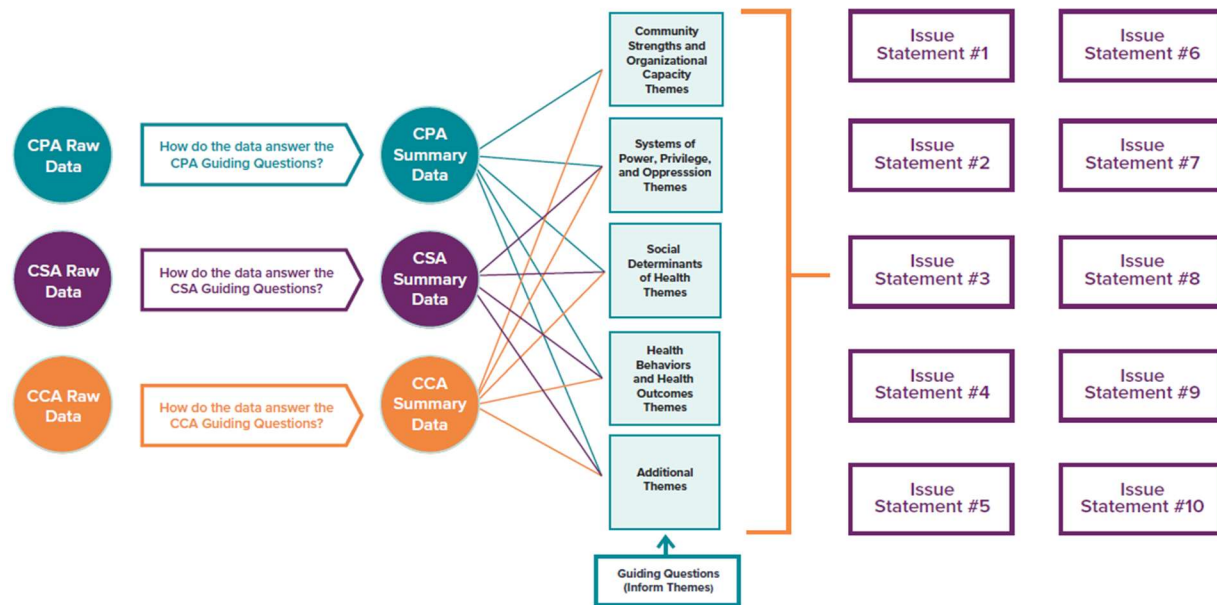 CPA Raw
Data
How do the data answer the
CPA Guiding Questions?
CPA
Summary
Data
CSA Raw
Data
How do the data answer the
CSA Guiding Questions?
CSA
Summary
Data
CCA Raw
Data
How do the data answer the
CCA Guiding Questions?
CCA
Summary
Data
Community
Strengths and
Organizational
Capacity
Themes
Systems of
Power, Privilege,
and Oppresssion
Themes
Social
Determinants
of Health
Themes
Health
Behaviors
and Health
Outcomes
Themes
Additional
Themes
Guiding Questions
(Inform Themes)
Issue
Statement #1
Issue
Statement #2
Issue
Statement #3
Issue
Statement #4
Issue
Statement #5
Issue
Statement #6
Issue
Statement #7
Issue
Statement #8
Issue
Statement #9
Issue
Statement #10